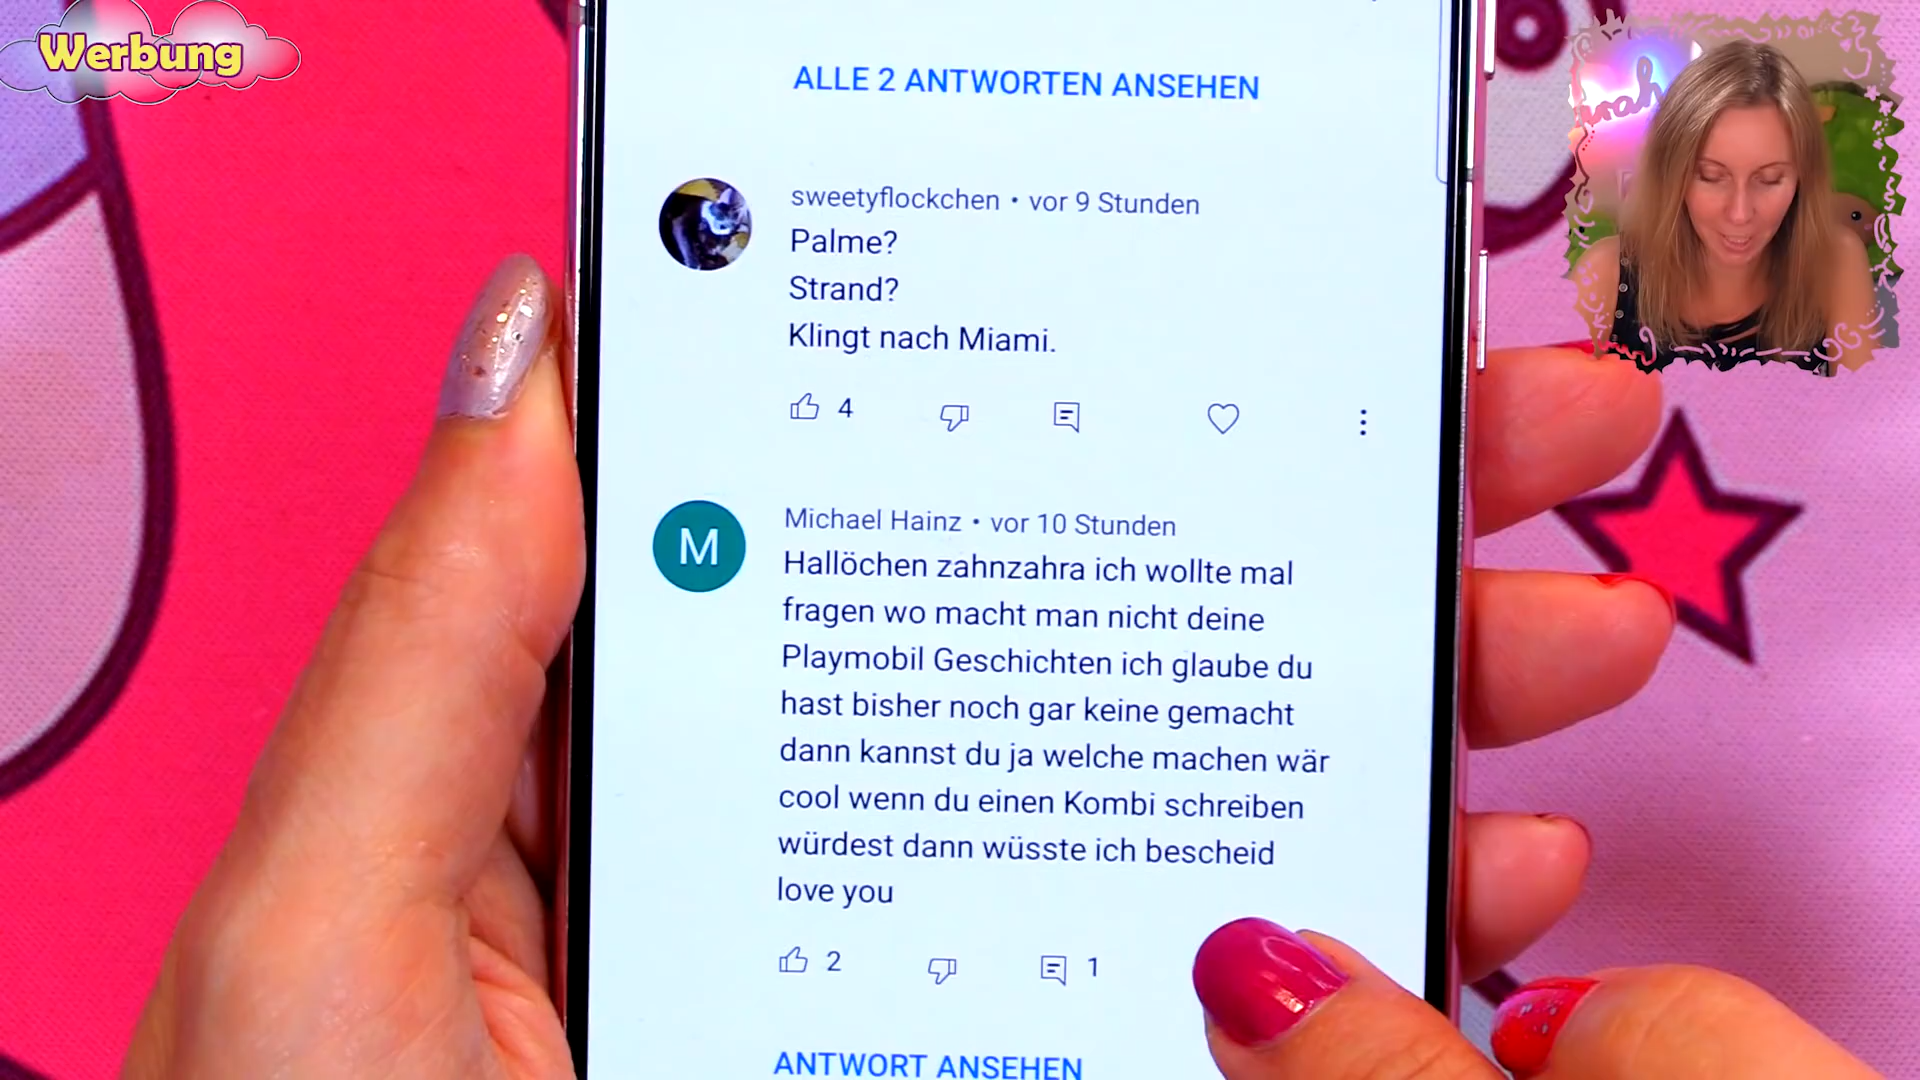 Werbung
ALLE 2 ANTWORTEN ANSEHEN
sweetyflockchen • vor 9 Stunden
Palme?
Strand?
Klingt nach Miami.
4
M
Michael Hainz • vor 10 Stunden
Hallöchen zahnzahra ich wollte mal
fragen wo macht man nicht deine
Playmobil Geschichten ich glaube du
hast bisher noch gar keine gemacht
dann kannst du ja welche machen wär
cool wenn du einen Kombi schreiben
würdest dann wüsste ich bescheid
love you
2
1
ANTWORT ANSEHEN